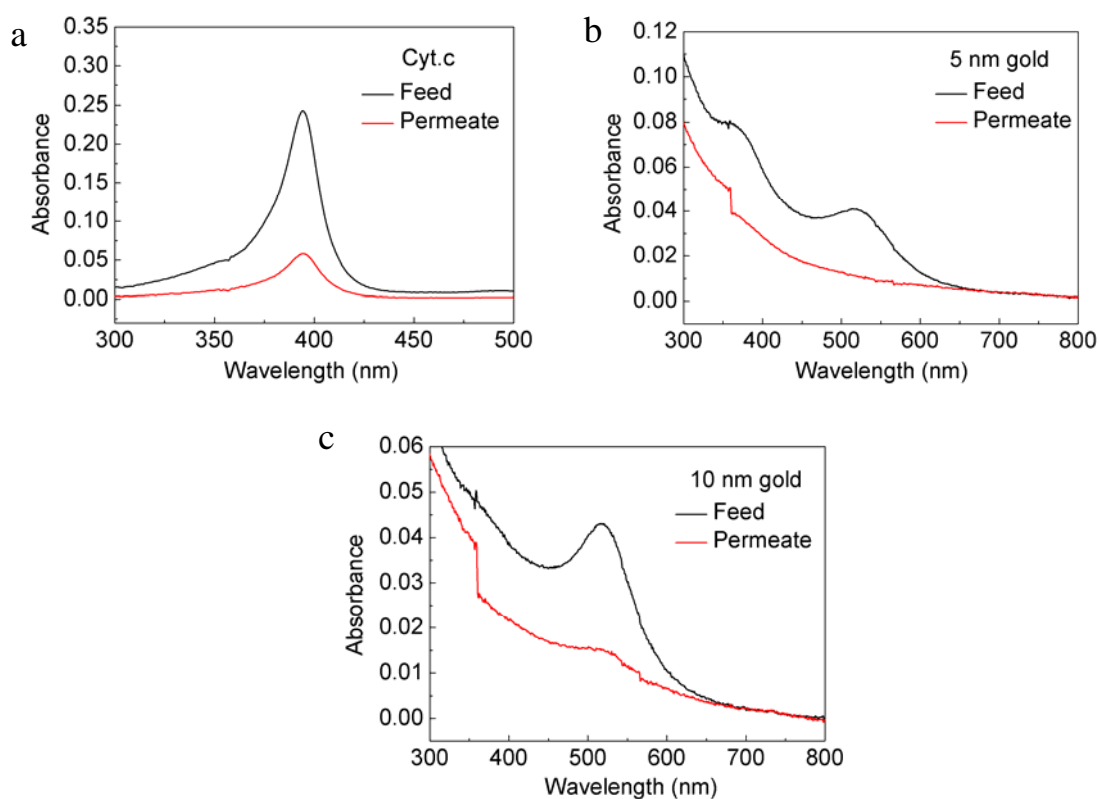 a
0.35
0.30
0.25
0.20
0.15
0.10
0.05
0.00
Absorbance
Cyt.c
Feed
Permeate
300 350 400 450 500
Wavelength (nm)
b
0.12
0.10
0.08
0.06
0.04
0.02
0.00
Absorbance
5 nm gold
Feed
Permeate
300 400 500 600 700 800
Wavelength (nm)
c
0.06
0.05
0.04
0.03
0.02
0.01
0.00
Absorbance
10 nm gold
Feed
Permeate
300 400 500 600 700 800
Wavelength (nm)